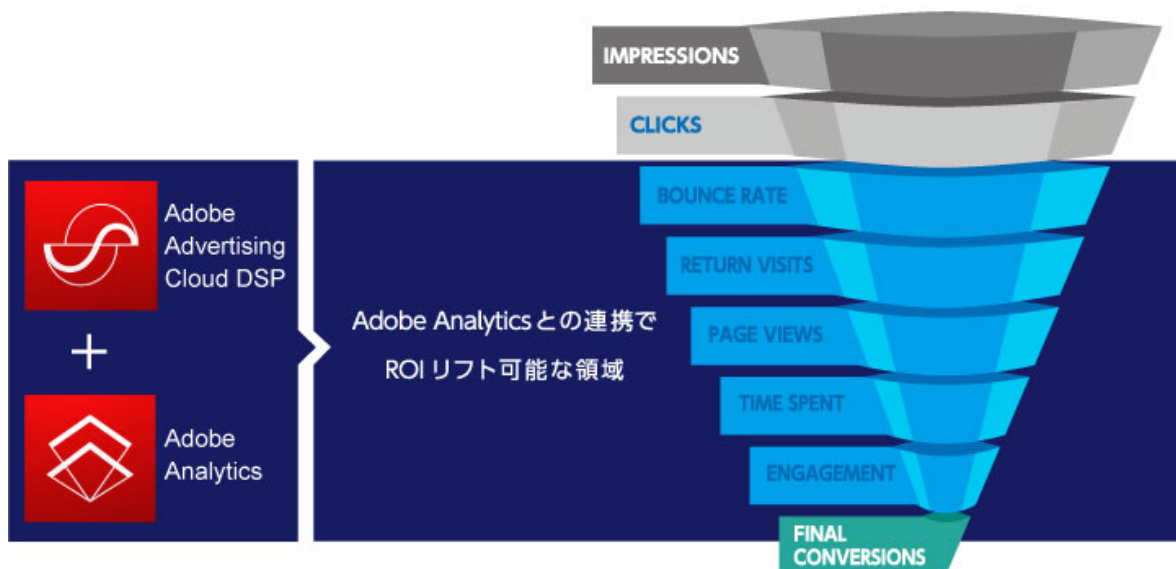 Adobe
Advertising
Cloud DSP
+
Adobe
Analytics
Adobe Analyticsとの連携で
ROI リフト可能な領域
IMPRESSIONS
CLICKS
BOUNCE RATE
RETURN VISITS
PAGE VIEWS
TIME SPENT
ENGAGEMENT
FINAL
CONVERSIONS